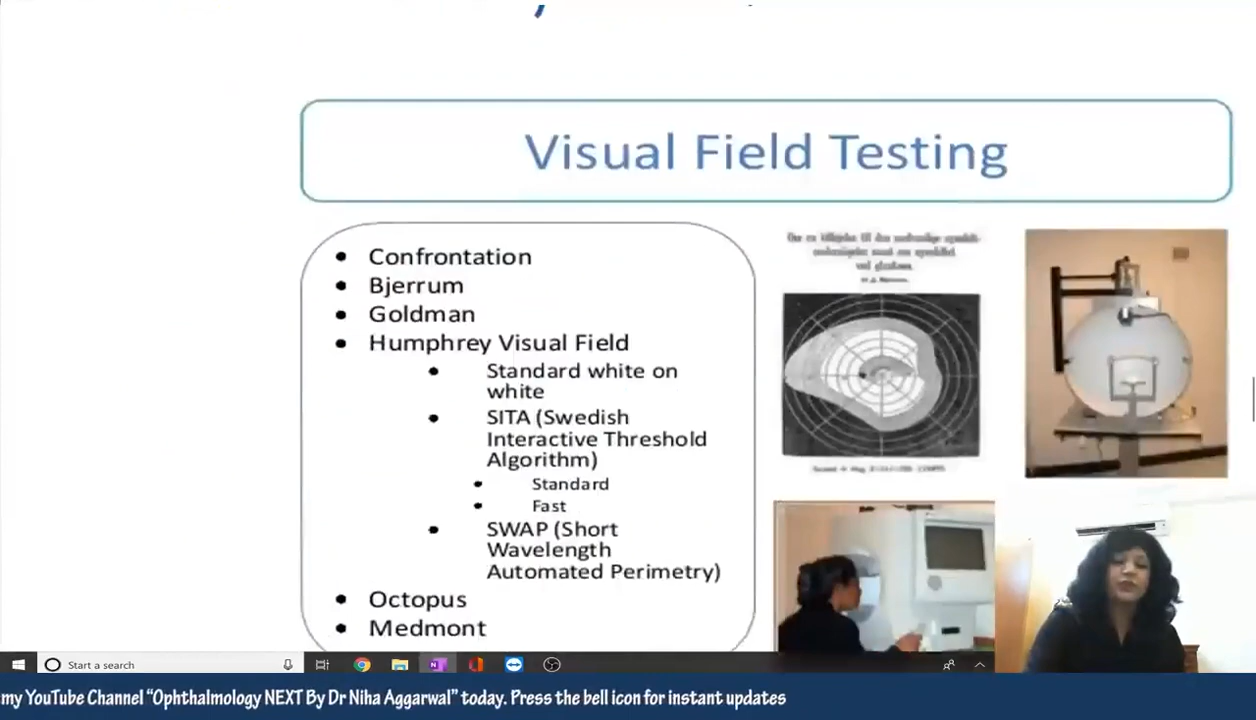 Visual Field Testing
• Confrontation
• Bjerrum
• Goldman
• Humphrey Visual Field
• Standard white on
white
• SITA (Swedish
Interactive Threshold
Algorithm)
• Standard
• Fast
• SWAP (Short
Wavelength
Automated Perimetry)
• Octopus
• Medmont
Start a search
my YouTube Channel "Ophthalmology NEXT By Dr Niha Aggarwal" today. Press the bell icon for instant updates